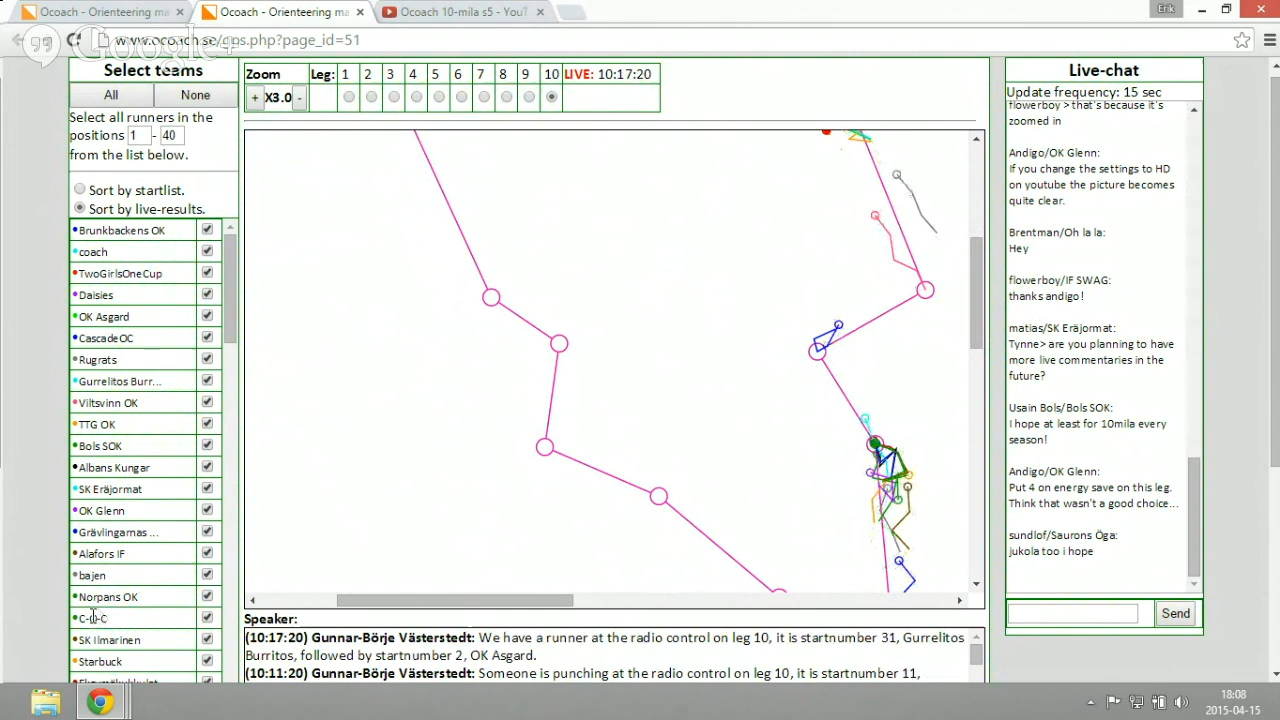 Ocoach - Orienteering ma
Ocoach - Orienteering ma
Ocoach 10-mila s5 - YouT
Erik
Google+
www.ocoach.se/gps.php?page_id=51
Select teams
All None
Select all runners in the
positions 1 - 40
from the list below.
Sort by startlist.
Sort by live-results.
Brunkbackens OK
coach
TwoGirlsOneCup
Daisies
OK Asgard
CascadeOC
Rugrats
Gurrelitos Burr...
Viltsvinn OK
TTG OK
Bols SOK
Albans Kungar
SK Eräjormat
OK Glenn
Grävlingarnas ...
Alafors IF
bajen
Norpans OK
SK Ilmarinen
Starbuck
Zoom
+ X3.0 -
Leg: 1 2 3 4 5 6 7 8 9 10
LIVE: 10:17:20
Speaker:
(10:17:20) Gunnar-Börje Västerstedt: We have a runner at the radio control on leg 10, it is startnumber 31, Gurrelitos
Burritos, followed by startnumber 2, OK Asgard.
(10:11:20) Gunnar-Börje Västerstedt: Someone is punching at the radio control on leg 10, it is startnumber 11,
Live-chat
Update frequency: 15 sec
flowerboy > that's because it's
zoomed in
Andigo/OK Glenn:
If you change the settings to HD
on youtube the picture becomes
quite clear.
Brentman/Oh la la:
Hey
flowerboy/IF SWAG:
thanks andigo!
matias/SK Eräjormat:
Tynne> are you planning to have
more live commentaries in the
future?
Usain Bols/Bols SOK:
I hope at least for 10mila every
season!
Andigo/OK Glenn:
Put 4 on energy save on this leg.
Think that wasn't a good choice...
sundlof/Saurons Öga:
jukola too i hope
Send
18:08
2015-04-15